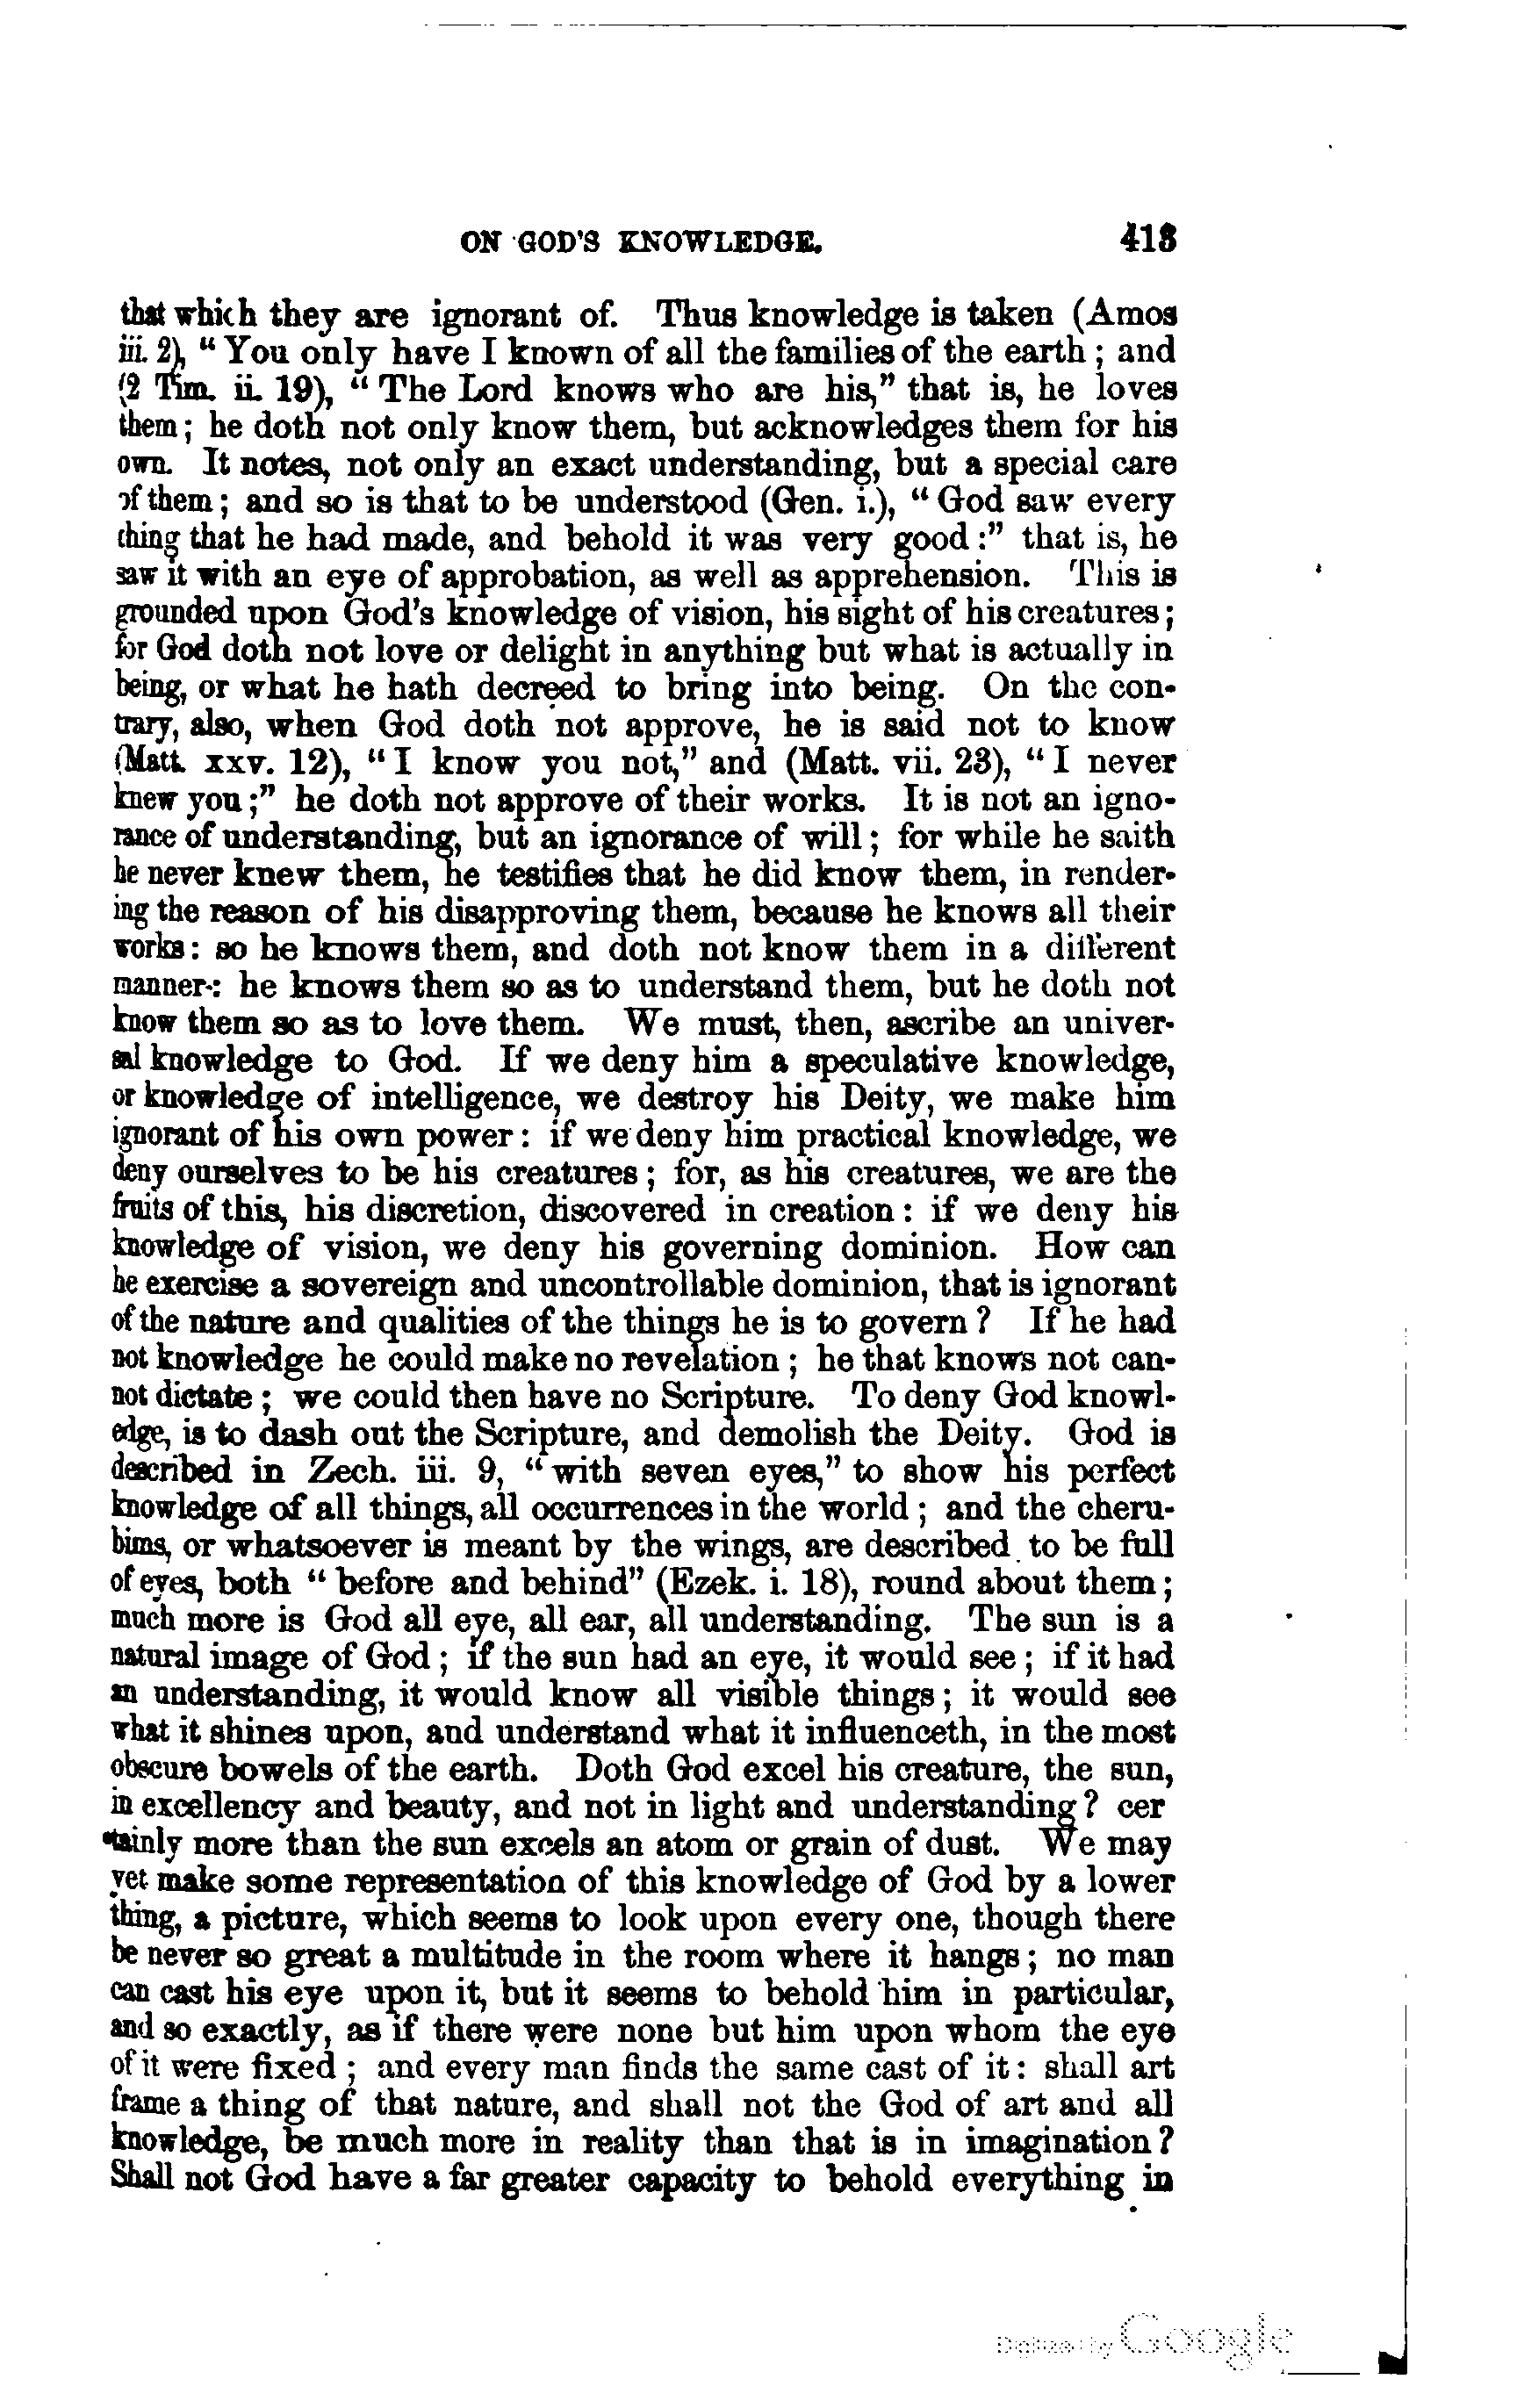 ON GOD'S KNOWLEDGE. 413
that which they are ignorant of. Thus knowledge is taken (Amos
iii. 2), “ You only have I known of all the families of the earth ; and
(2 Tim. ii. 19), “ The Lord knows who are his,” that is, he loves
them ; he doth not only know them, but acknowledges them for his
own. It notes, not only an exact understanding, but a special care
of them ; and so is that to be understood (Gen. i.), “ God saw every
thing that he had made, and behold it was very good :” that is, he
saw it with an eye of approbation, as well as apprehension. This is
grounded upon God's knowledge of vision, his sight of his creatures ;
for God doth not love or delight in anything but what is actually in
being, or what he hath decreed to bring into being. On the con-
trary, also, when God doth not approve, he is said not to know
(Matt. xxv. 12), “ I know you not,” and (Matt. vii. 23), “ I never
knew you ;” he doth not approve of their works. It is not an igno-
rance of understanding, but an ignorance of will ; for while he saith
he never knew them, he testifies that he did know them, in render-
ing the reason of his disapproving them, because he knows all their
works : so he knows them, and doth not know them in a different
manner : he knows them so as to understand them, but he doth not
know them so as to love them. We must, then, ascribe an univer-
sal knowledge to God. If we deny him a speculative knowledge,
or knowledge of intelligence, we destroy his Deity, we make him
ignorant of his own power : if we deny him practical knowledge, we
deny ourselves to be his creatures ; for, as his creatures, we are the
fruits of this, his discretion, discovered in creation : if we deny his
knowledge of vision, we deny his governing dominion. How can
he exercise a sovereign and uncontrollable dominion, that is ignorant
of the nature and qualities of the things he is to govern ? If he had
not knowledge he could make no revelation ; he that knows not can-
not dictate ; we could then have no Scripture. To deny God knowl-
edge, is to dash out the Scripture, and demolish the Deity. God is
described in Zech. iii. 9, “ with seven eyes,” to show his perfect
knowledge of all things, all occurrences in the world ; and the cheru-
bims, or whatsoever is meant by the wings, are described to be full
of eyes, both “ before and behind” (Ezek. i. 18), round about them ;
much more is God all eye, all ear, all understanding. The sun is a
natural image of God ; if the sun had an eye, it would see ; if it had
an understanding, it would know all visible things ; it would see
what it shines upon, and understand what it influenceth, in the most
obscure bowels of the earth. Doth God excel his creature, the sun,
in excellency and beauty, and not in light and understanding ? cer
tainly more than the sun excels an atom or grain of dust. We may
yet make some representation of this knowledge of God by a lower
thing, a picture, which seems to look upon every one, though there
be never so great a multitude in the room where it hangs ; no man
can cast his eye upon it, but it seems to behold him in particular,
and so exactly, as if there were none but him upon whom the eye
of it were fixed ; and every man finds the same cast of it : shall art
frame a thing of that nature, and shall not the God of art and all
knowledge, be much more in reality than that is in imagination ?
Shall not God have a far greater capacity to behold everything in
Digitized by Google